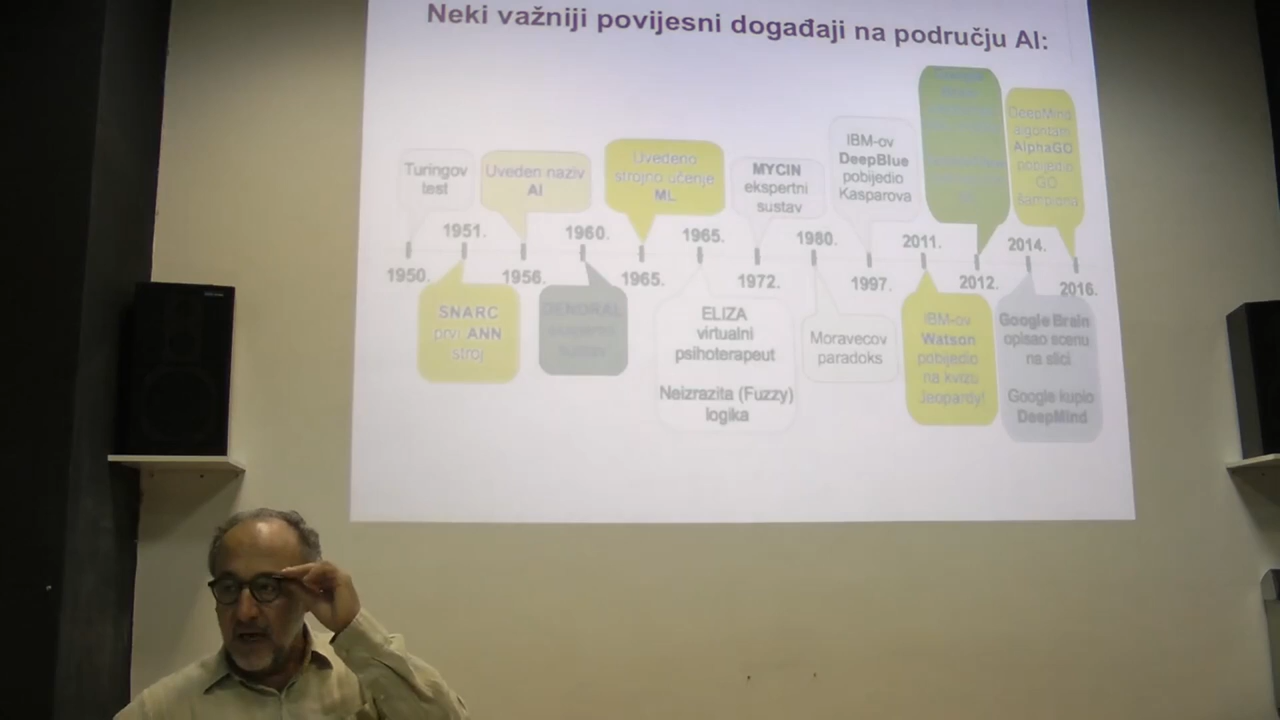 Neki važniji povijesni događaji na području AI:
Turingov
test
1950.
1951.
SNARC
prvi ANN
stroj
Uveden naziv
AI
1956.
1960.
DENDRAL
Uvedeno
strojno učenje
ML
1965.
1965.
ELIZA
virtualni
psihoterapeut
Neizrazita (Fuzzy)
logika
MYCIN
ekspertni
sustav
1972.
1980.
Moravecov
paradoks
IBM-ov
DeepBlue
pobijedio
Kasparova
1997.
2011.
IBM-ov
Watson
pobijedio
na kvizu
Jeopardy!
2012.
2014.
Google Brain
opisao scenu
na slici
Google kupio
DeepMind
DeepMind
algoritam
AlphaGO
pobijedio
GO
šampiona
2016.